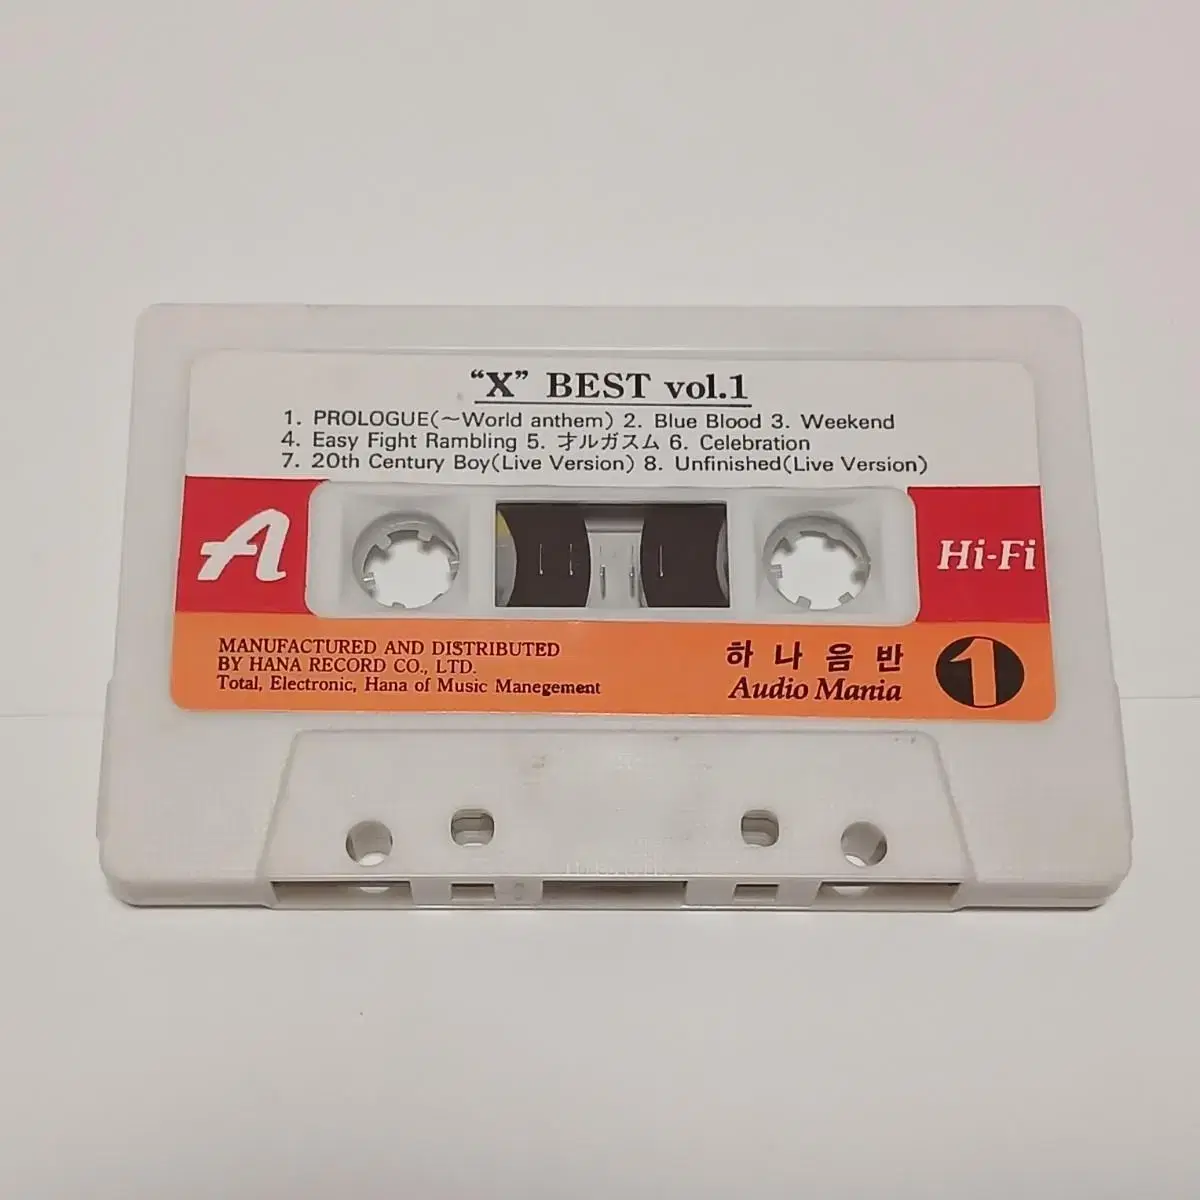 “X” BEST vol.1
1. PROLOGUE(～World anthem) 2. Blue Blood 3. Weekend
4. Easy Fight Rambling 5. オルガスム 6. Celebration
7. 20th Century Boy(Live Version) 8. Unfinished(Live Version)
A
Hi-Fi
MANUFACTURED AND DISTRIBUTED
BY HANA RECORD CO., LTD.
Total, Electronic, Hana of Music Manegement
하나음반
Audio Mania
1